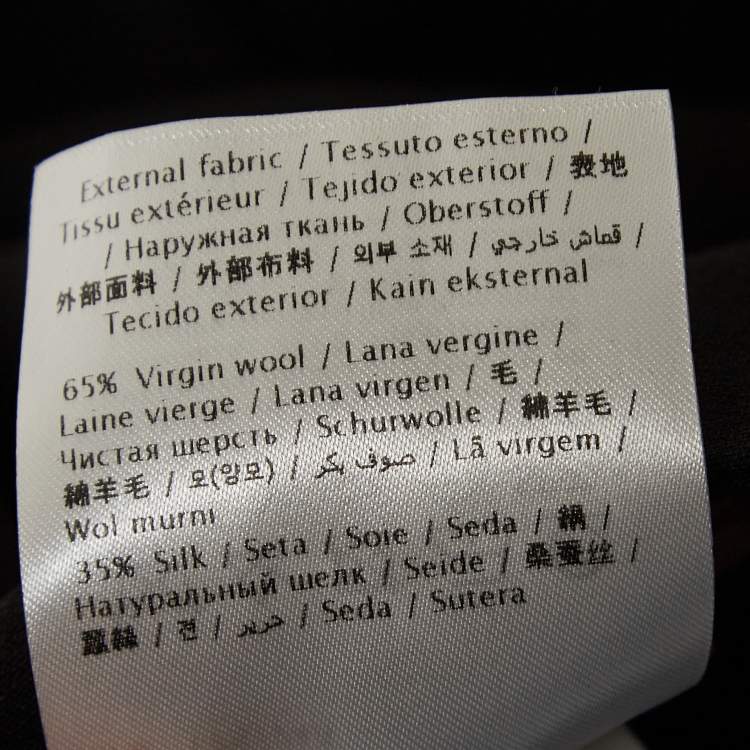 External fabric / Tessuto esterno /
Tissu extérieur / Tejido exterior / 表地
/ Наружная ткань / Oberstoff /
外部面料 / 外部布料 / 외부 소재 / قماش خارجي /
Tecido exterior / Kain eksternal
65% Virgin wool / Lana vergine /
Laine vierge / Lana virgen / 毛 /
Чистая шерсть / Schurwolle / 綿羊毛 /
綿羊毛 / 모(양모) / صوف بكر / Lã virgem /
Wol murni
35% Silk / Seta / Soie / Seda / 絹 /
Натуральный шелк / Seide / 桑蚕丝 /
蠶絲 / 견 / حرير / Seda / Sutera